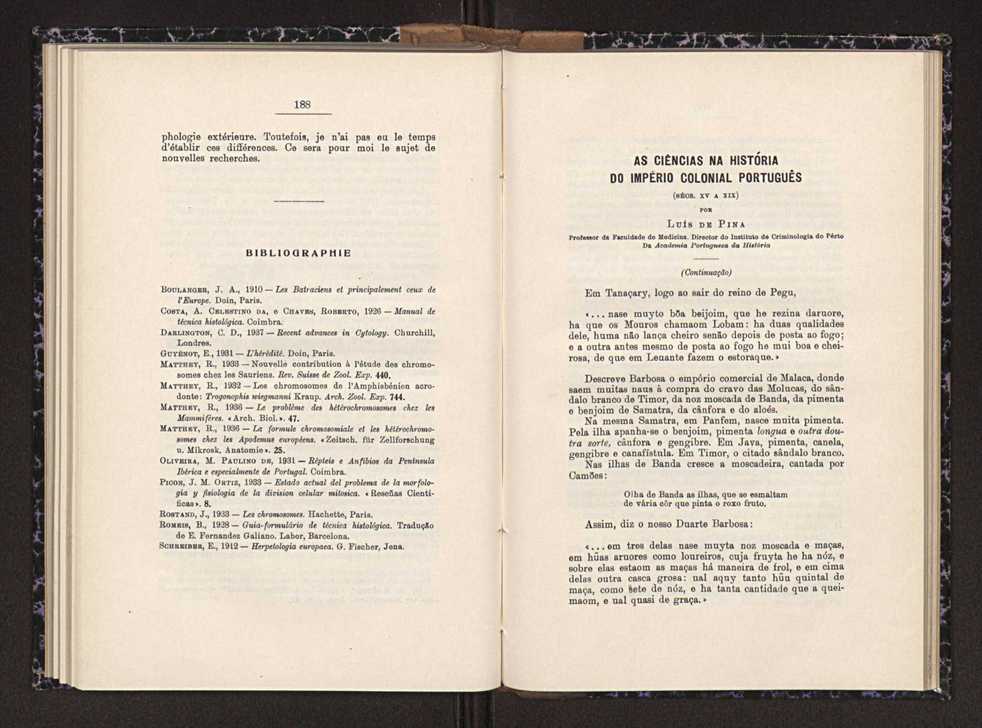 188
phologie extérieure. Toutefois, je n'ai pas eu le temps
d'établir ces différences. Ce sera pour moi le sujet de
nouvelles recherches.
BIBLIOGRAPHIE
BOULANGER, J. A., 1910 — Les Batraciens et principalement ceux de
l'Europe. Doin, Paris.
COSTA, A. CELESTINO DA, e CHAVES, ROBERTO, 1926 — Manual de
técnica histológica. Coimbra.
DARLINGTON, C. D., 1937 — Recent advances in Cytology. Churchill,
Londres.
GUYÉNOT, E., 1931 — L'hérédité. Doin, Paris.
MATTHEY, R., 1933 — Nouvelle contribution à l'étude des chromo-
somes chez les Sauriens. Rev. Suisse de Zool. Exp. 440.
MATTHEY, R., 1932 — Les chromosomes de l'Amphisbénien acro-
donte: Trogonophis wiegmanni Kraup. Arch. Zool. Exp. 744.
MATTHEY, R., 1936 — Le problème des hétérochromosomes chez les
Mammifères. «Arch. Biol.». 47.
MATTHEY, R., 1936 — La formule chromosomiale et les hétérochromo-
somes chez les Apodemus européens. «Zeitsch. für Zellforschung
u. Mikrosk. Anatomie». 25.
OLIVEIRA, M. PAULINO DE, 1931 — Répteis e Anfíbios da Península
Ibérica e especialmente de Portugal. Coimbra.
PICOS, J. M. ORTIZ, 1933 — Estado actual del problema de la morfolo-
gia y fisiologia de la division celular mitosica. «Reseñas Cientí-
ficas». 8.
ROSTAND, J., 1933 — Les chromosomes. Hachette, Paris.
ROMEIS, B., 1928 — Guia-formulário de técnica histológica. Tradução
de E. Fernandez Galiano. Labor, Barcelona.
SCHREIBER, E., 1912 — Herpetologia europaea. G. Fischer, Jena.
AS CIÊNCIAS NA HISTÓRIA
DO IMPÉRIO COLONIAL PORTUGUÊS
(SÉCS. XV A XIX)
POR
LUÍS DE PINA
Professor da Faculdade de Medicina. Director do Instituto de Criminologia do Pôrto
Da Academia Portuguesa da História
(Continuação)
Em Tanaçary, logo ao sair do reino de Pegu,
«... nase muyto bõa beijoim, que he rezina daruore,
ha que os Mouros chamaom Lobam: ha duas qualidades
dele, huma não lança cheiro senão depois de posta ao fogo;
e a outra antes mesmo de posta ao fogo he mui boa e chei-
rosa, de que em Leuante fazem o estoraque.»
Descreve Barbosa o empório comercial de Malaca, donde
saem muitas naus à compra do cravo das Molucas, do sân-
dalo branco de Timor, da noz moscada de Banda, da pimenta
e benjoim de Samatra, da cânfora e do aloés.
Na mesma Samatra, em Panfem, nasce muita pimenta.
Pela ilha apanha-se o benjoim, pimenta longua e outra dou-
tra sorte, cânfora e gengibre. Em Java, pimenta, canela,
gengibre e canafístula. Em Timor, o citado sândalo branco.
Nas ilhas de Banda cresce a moscadeira, cantada por
Camões:
Olha de Banda as ilhas, que se esmaltam
de vária côr que pinta o roxo fruto.
Assim, diz o nosso Duarte Barbosa:
«... em tres delas nase muyta noz moscada e maças,
em hũas aruores como loureiros, cuja fruyta he ha nóz, e
sobre elas estaom as maças há maneira de frol, e em cima
delas outra casca grosa: ual aquy tanto hũu quintal de
maça, como sete de nóz, e ha tanta cantidade que a quei-
maom, e ual quasi de graça.»